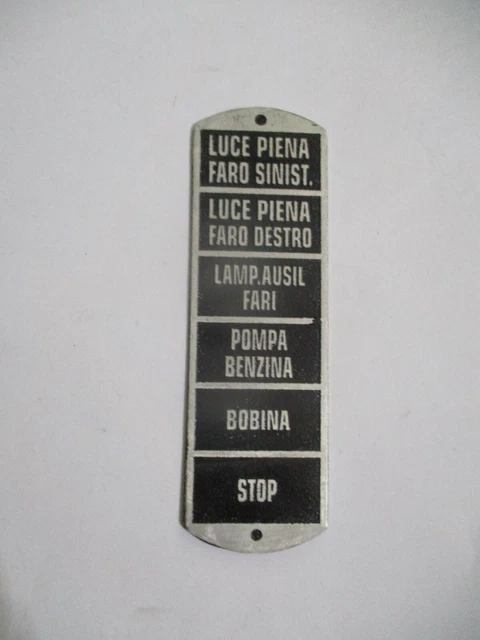 LUCE PIENA
FARO SINIST.
LUCE PIENA
FARO DESTRO
LAMP.AUSIL
FARI
POMPA
BENZINA
BOBINA
STOP